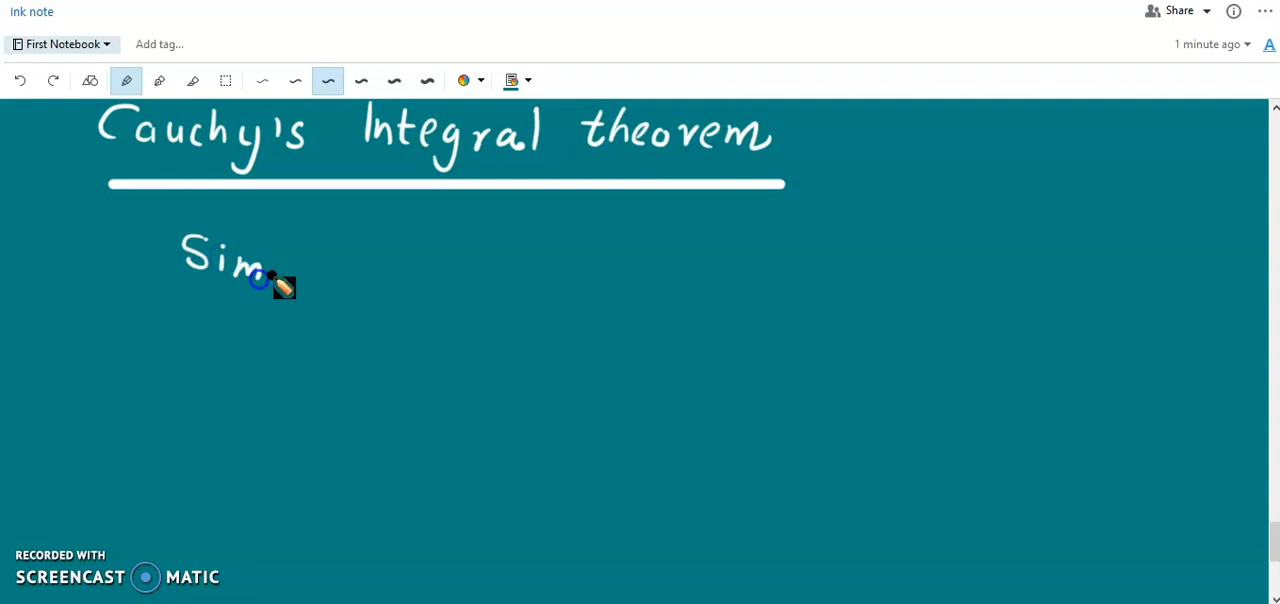 Ink note
Share
First Notebook
Add tag...
1 minute ago
A
Cauchy's Integral theorem
Sim
RECORDED WITH
SCREENCAST MATIC